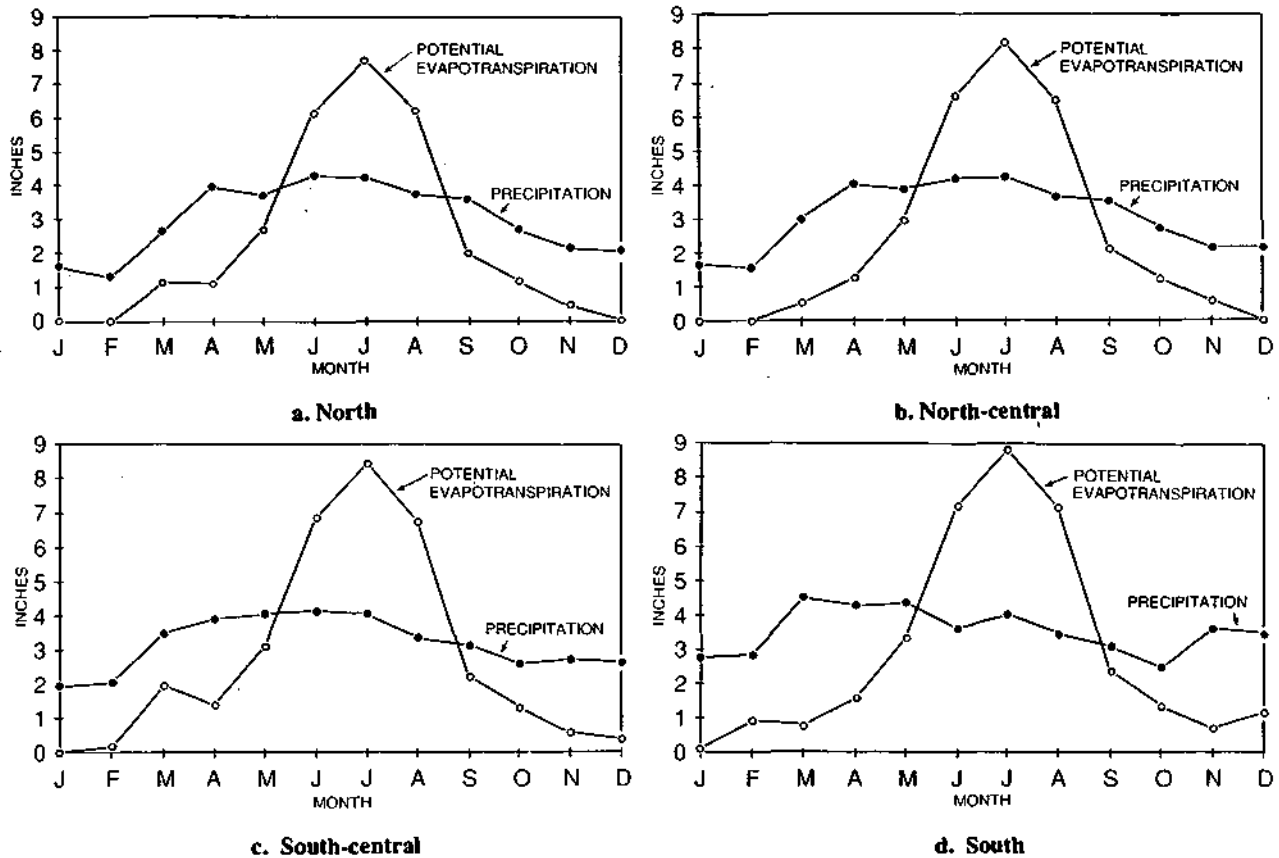 9
8
7
6
5
4
3
2
1
0
INCHES
POTENTIAL
EVAPOTRANSPIRATION
PRECIPITATION
J F M A M J J A S O N D
MONTH
a. North
9
8
7
6
5
4
3
2
1
0
INCHES
POTENTIAL
EVAPOTRANSPIRATION
PRECIPITATION
J F M A M J J A S O N D
MONTH
b. North-central
9
8
7
6
5
4
3
2
1
0
INCHES
POTENTIAL
EVAPOTRANSPIRATION
PRECIPITATION
J F M A M J J A S O N D
MONTH
c. South-central
9
8
7
6
5
4
3
2
1
0
INCHES
POTENTIAL
EVAPOTRANSPIRATION
PRECIPITATION
J F M A M J J A S O N D
MONTH
d. South